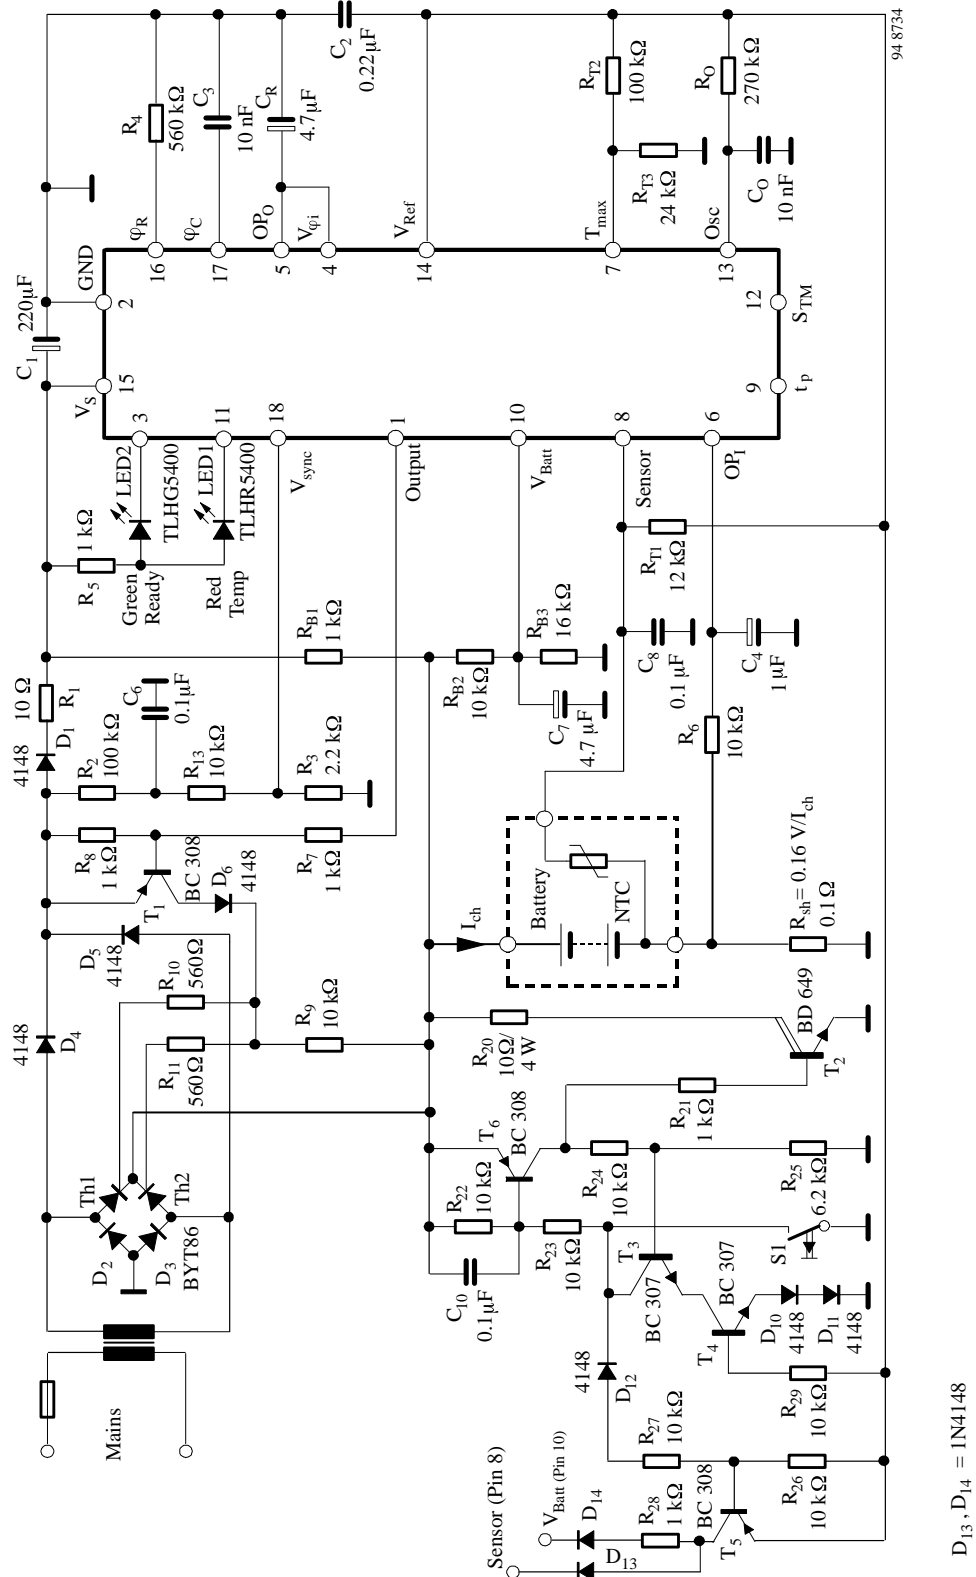 Mains
4148
D4
D2
D3
BYT86
Th1
Th2
R11
560Ω
R10
560Ω
D5
4148
T1
BC 308
D6
4148
R9
10 kΩ
R8
1 kΩ
R7
1 kΩ
4148
D1
10 Ω
R1
R2
100 kΩ
C6
0.1µF
R13
10 kΩ
R3
2.2 kΩ
RB1
1 kΩ
R5
1 kΩ
Green
Ready
Red
Temp
LED2
TLHG5400
LED1
TLHR5400
C1
220µF
VS
GND
15
2
3
11
18
1
10
8
6
Vsync
Output
VBatt
Sensor
OPI
φR
φC
OPO
Vφi
VRef
Tmax
Osc
16
17
5
4
14
7
13
9
12
tp
STM
R4
560 kΩ
C3
10 nF
CR
4.7µF
C2
0.22µF
RT2
100 kΩ
RT3
24 kΩ
RO
270 kΩ
CO
10 nF
94 8734
RB2
10 kΩ
RB3
16 kΩ
C7
4.7 µF
RT1
12 kΩ
C8
0.1 µF
C4
1 µF
R6
10 kΩ
Ich
Battery
NTC
Rsh= 0.16 V/Ich
0.1 Ω
R20
10Ω/
4 W
BD 649
T2
R21
1 kΩ
T6
BC 308
R22
10 kΩ
C10
0.1µF
R23
10 kΩ
R24
10 kΩ
R25
6.2 kΩ
S1
T3
BC 307
T4
BC 307
D10
4148
D11
4148
4148
D12
R29
10 kΩ
R27
10 kΩ
R26
10 kΩ
R28
1 kΩ
BC 308
T5
Sensor (Pin 8)
VBatt (Pin 10)
D14
D13
D13 , D14 = 1N4148